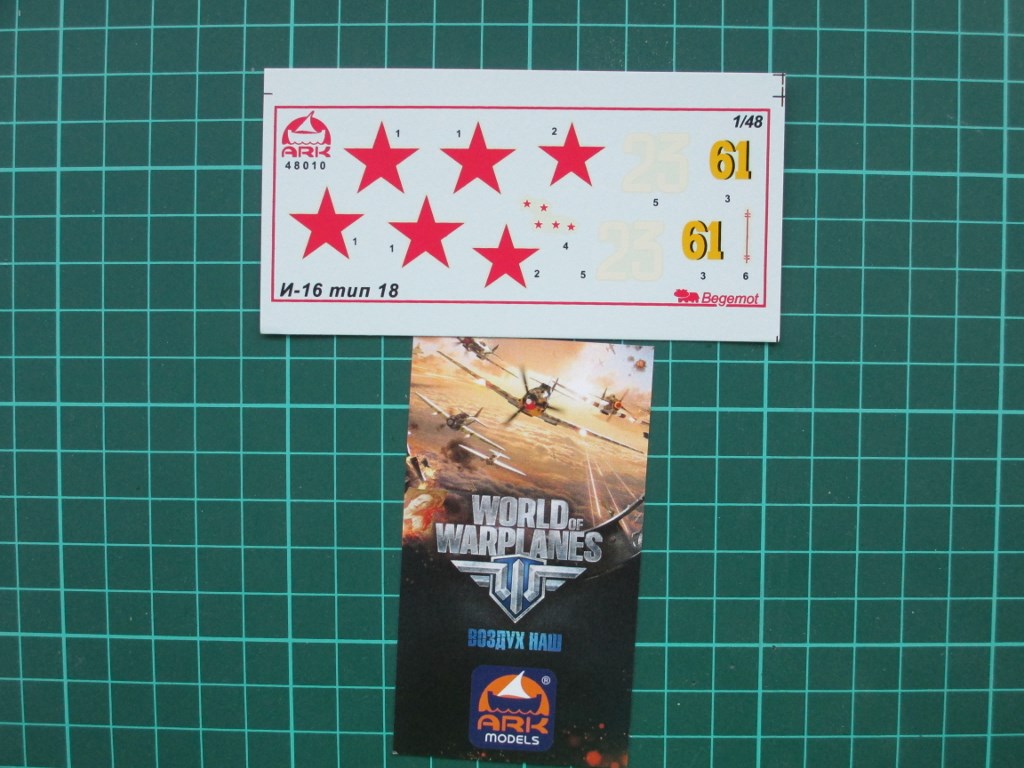 ARK
48010
1
1
2
1/48
23
61
5
3
1
1
2
4
5
23
61
3
6
И-16 тип 18
Begemot
WORLD OF
WARPLANES
ВОЗДУХ НАШ
®
ARK
MODELS